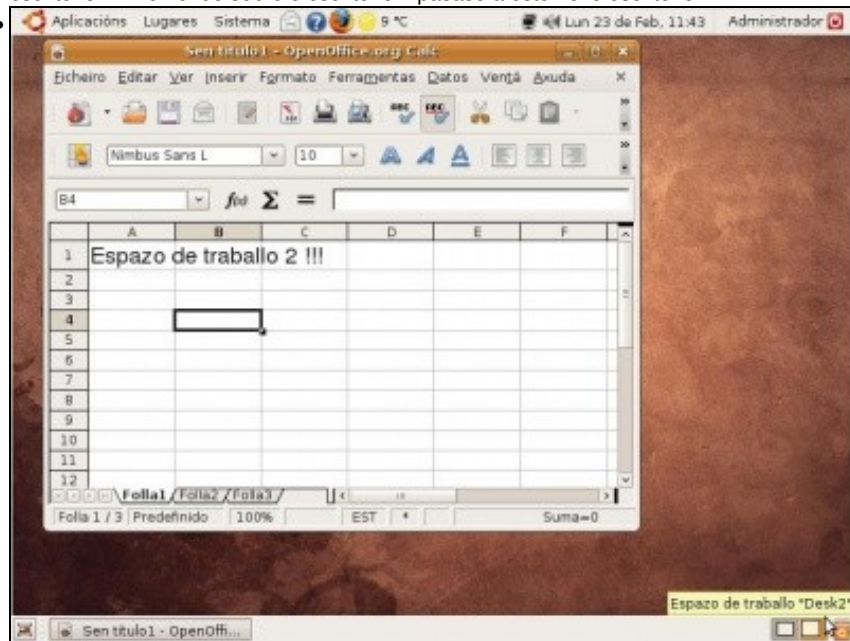 Aplicacións Lugares Sistema 9 °C Lun 23 de Feb, 11:43 Administrador
Sen título1 - OpenOffice.org Calc
Ficheiro Editar Ver Inserir Formato Ferramentas Datos Ventá Axuda
Nimbus Sans L 10
B4 f(x) Σ =
A B C D E F
1 Espazo de traballo 2 !!!
2
3
4
5
6
7
8
9
10
11
12
Folla1 Folla2 Folla3
Folla 1 / 3 Predefinido 100% EST * Suma=0
Espazo de traballo "Desk2"
Sen título1 - OpenOffi...